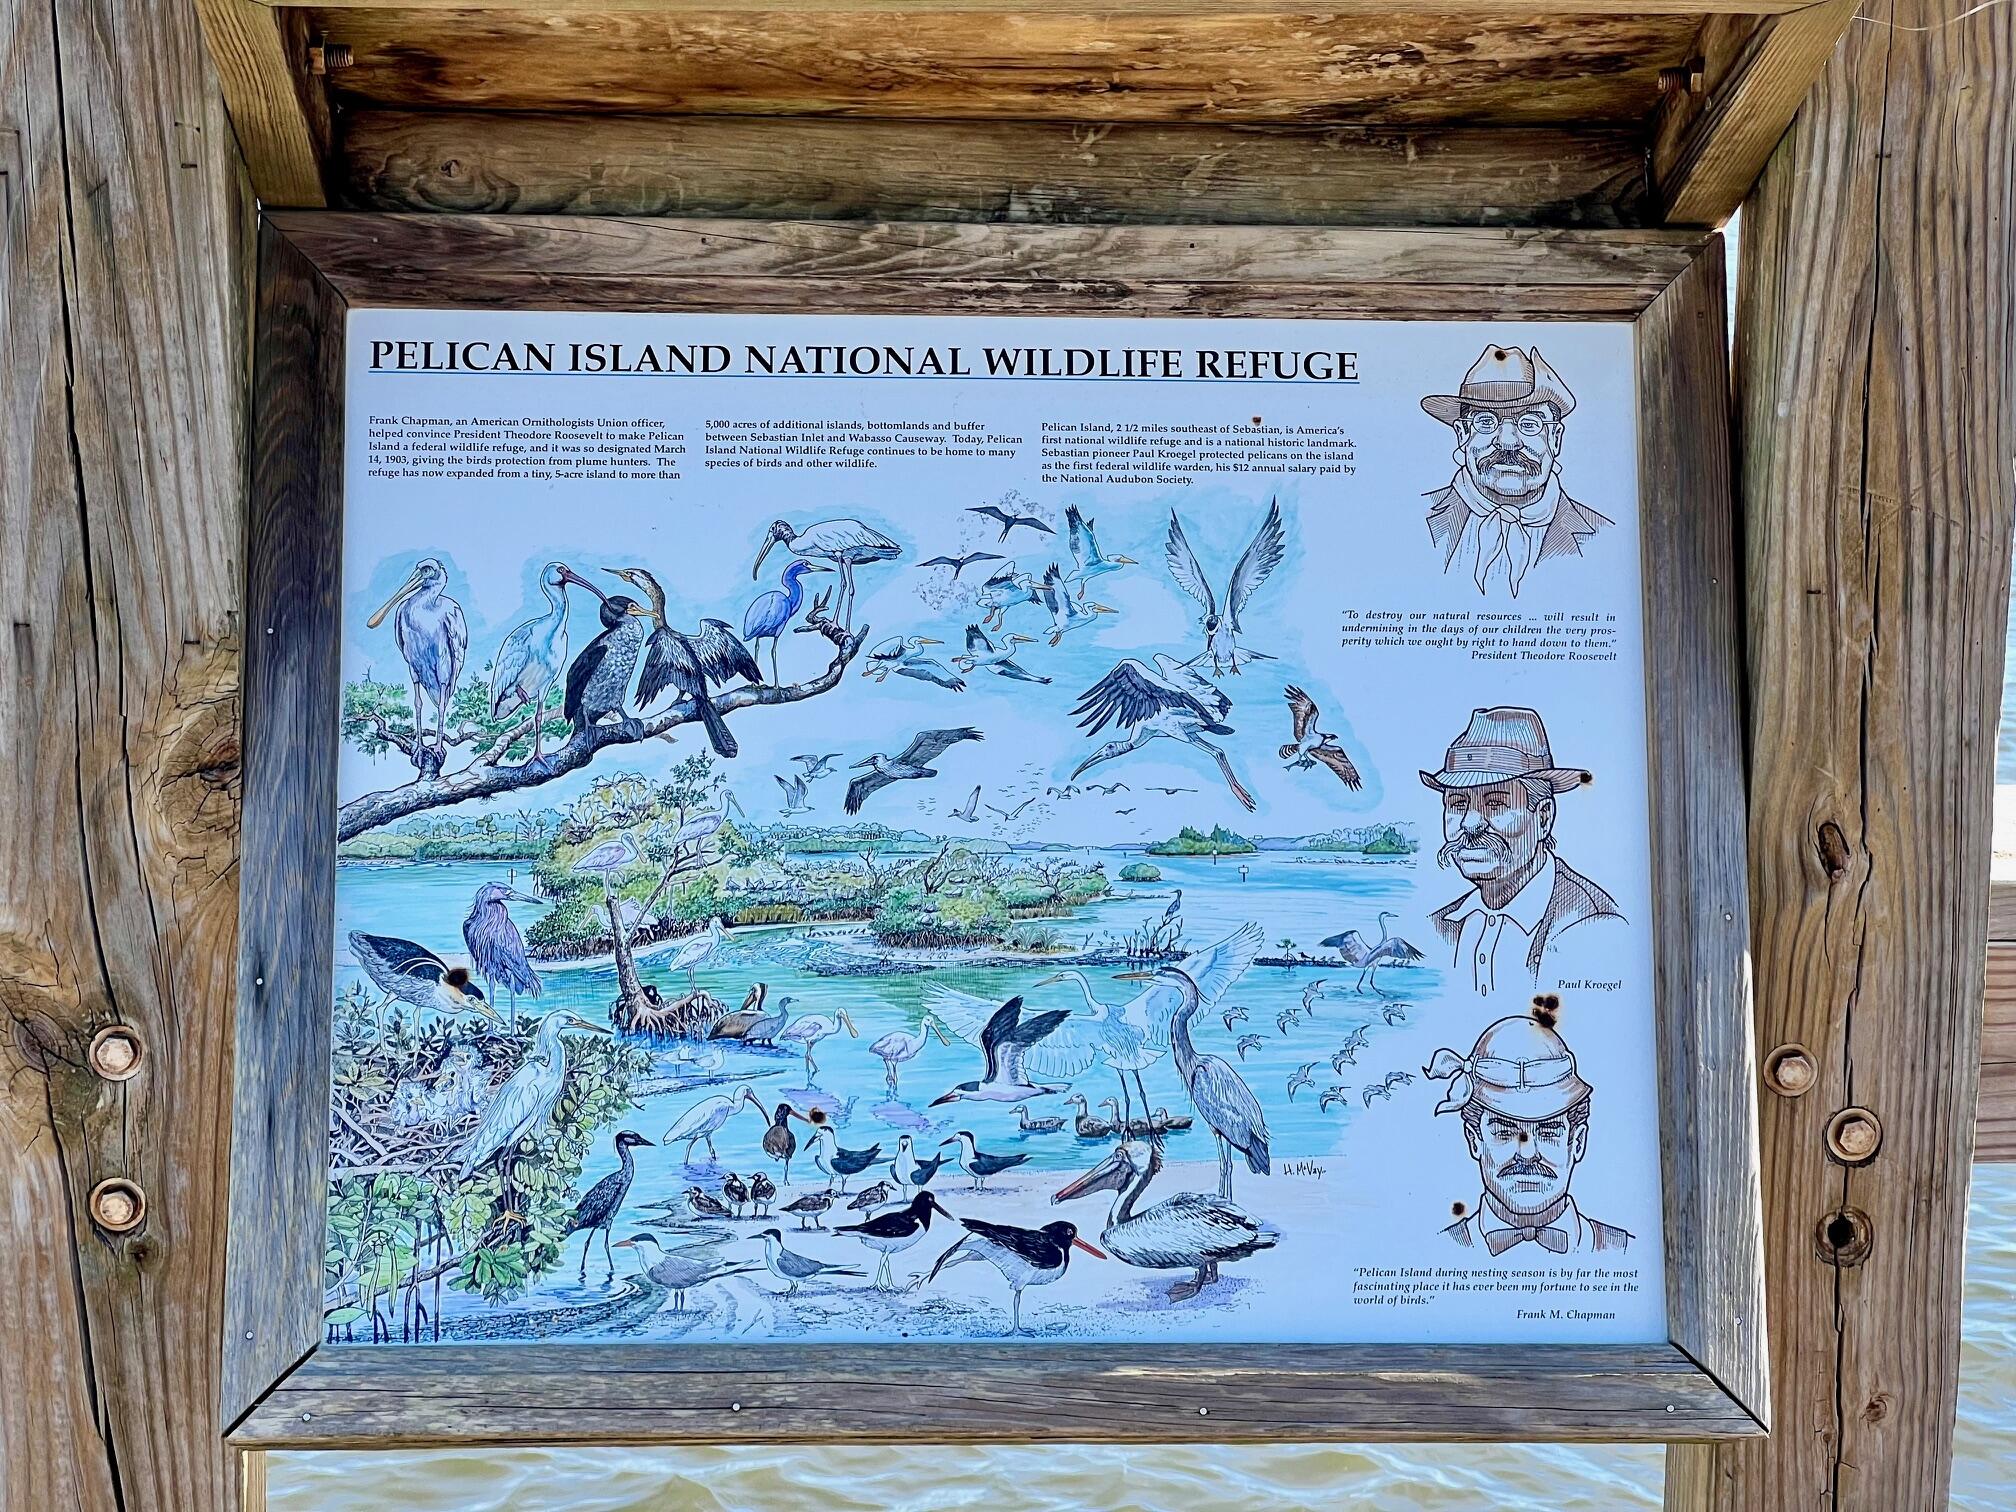 PELICAN ISLAND NATIONAL WILDLIFE REFUGE
Frank Chapman, an American Ornithologists Union officer,
helped convince President Theodore Roosevelt to make Pelican
Island a federal wildlife refuge, and it was so designated March
14, 1903, giving the birds protection from plume hunters. The
refuge has now expanded from a tiny, 5-acre island to more than
5,000 acres of additional islands, bottomlands and buffer
between Sebastian Inlet and Wabasso Causeway. Today, Pelican
Island National Wildlife Refuge continues to be home to many
species of birds and other wildlife.
Pelican Island, 2 1/2 miles southeast of Sebastian, is America's
first national wildlife refuge and is a national historic landmark.
Sebastian pioneer Paul Kroegel protected pelicans on the island
as the first federal wildlife warden, his $12 annual salary paid by
the National Audubon Society.
"To destroy our natural resources ... will result in
undermining in the days of our children the very pros-
perity which we ought by right to hand down to them."
President Theodore Roosevelt
Paul Kroegel
H. McVay
"Pelican Island during nesting season is by far the most
fascinating place it has ever been my fortune to see in the
world of birds."
Frank M. Chapman